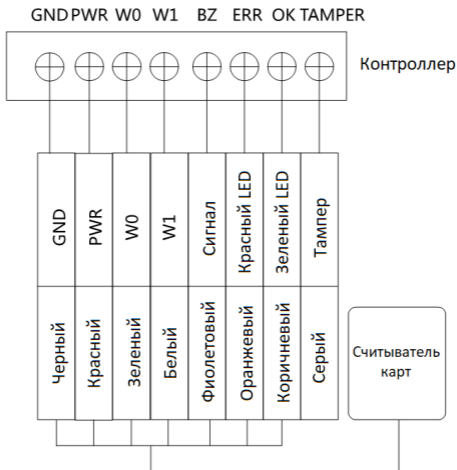 GND PWR W0 W1 BZ ERR OK TAMPER
Контроллер
GND
PWR
W0
W1
Сигнал
Красный LED
Зеленый LED
Тампер
Черный
Красный
Зеленый
Белый
Фиолетовый
Оранжевый
Коричневый
Серый
Считыватель
карт